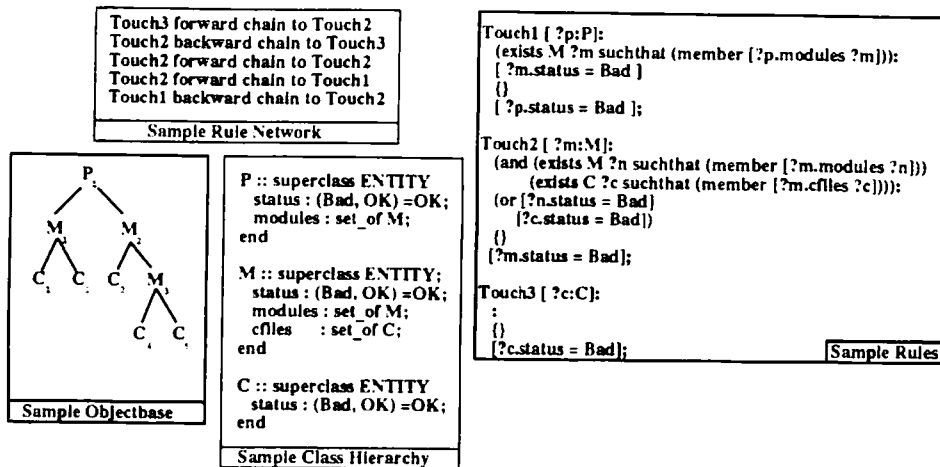 Touch3 forward chain to Touch2
Touch2 backward chain to Touch3
Touch2 forward chain to Touch2
Touch2 forward chain to Touch1
Touch1 backward chain to Touch2
Sample Rule Network
P
M M
C C C M
C C
Sample Objectbase
P :: superclass ENTITY
status : (Bad, OK) =OK;
modules : set_of M;
end
M :: superclass ENTITY;
status : (Bad, OK) =OK;
modules : set_of M;
cfiles : set_of C;
end
C :: superclass ENTITY
status : (Bad, OK) =OK;
end
Sample Class Hierarchy
Touch1 [ ?p:P]:
(exists M ?m suchthat (member [?p.modules ?m])):
[ ?m.status = Bad ]
{}
[ ?p.status = Bad ];
Touch2 [ ?m:M]:
(and (exists M ?n suchthat (member [?m.modules ?n]))
(exists C ?c suchthat (member [?m.cfiles ?c]))):
(or [?n.status = Bad]
[?c.status = Bad])
{}
[?m.status = Bad];
Touch3 [ ?c:C]:
:
{}
[?c.status = Bad];
Sample Rules